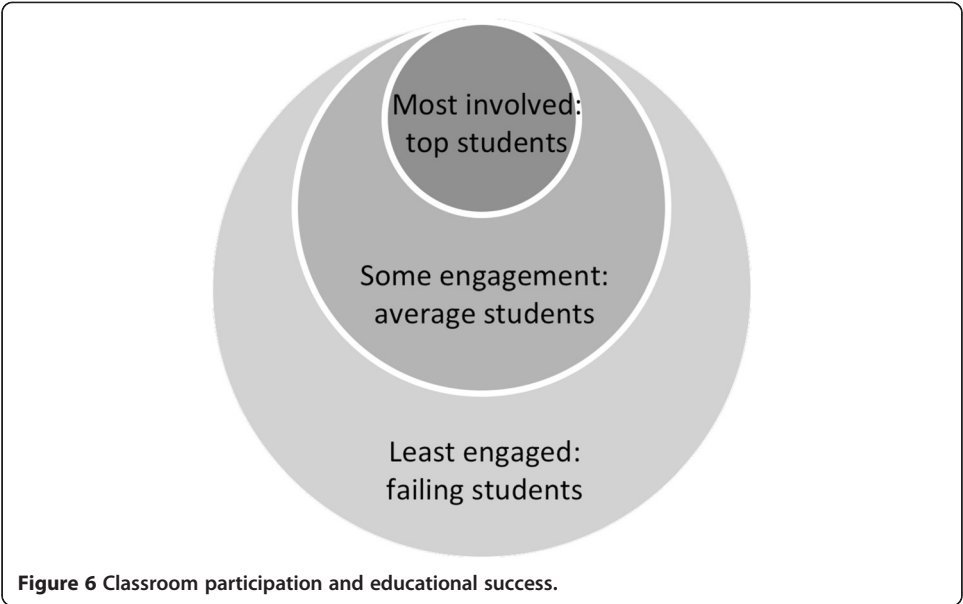 Most involved:
top students
Some engagement:
average students
Least engaged:
failing students
Figure 6 Classroom participation and educational success.